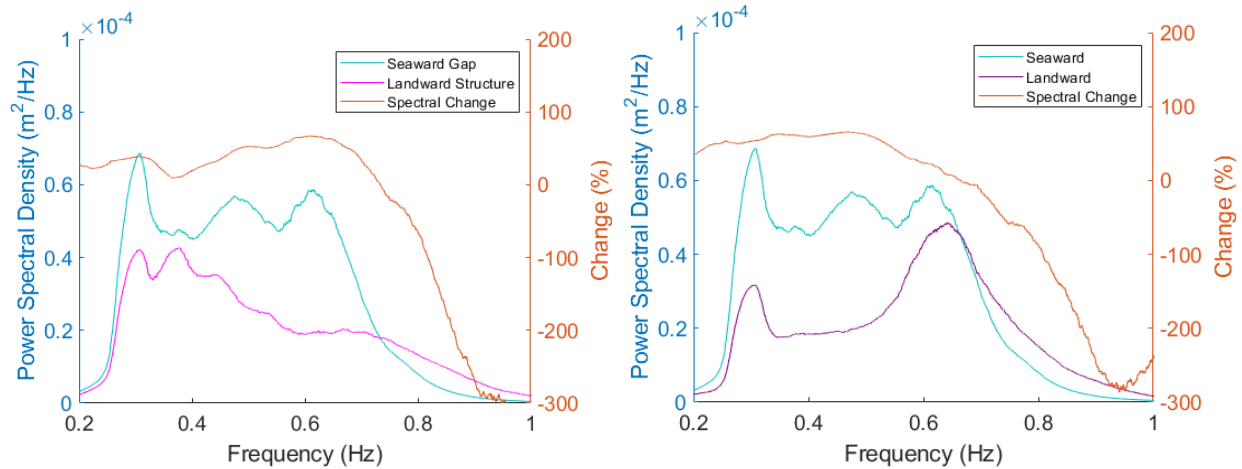 ×10⁻⁴
1
0.8
0.6
0.4
0.2
0
Power Spectral Density (m²/Hz)
200
100
0
-100
-200
-300
Change (%)
Seaward Gap
Landward Structure
Spectral Change
0.2 0.4 0.6 0.8 1
Frequency (Hz)
×10⁻⁴
1
0.8
0.6
0.4
0.2
0
Power Spectral Density (m²/Hz)
200
100
0
-100
-200
-300
Change (%)
Seaward
Landward
Spectral Change
0.2 0.4 0.6 0.8 1
Frequency (Hz)